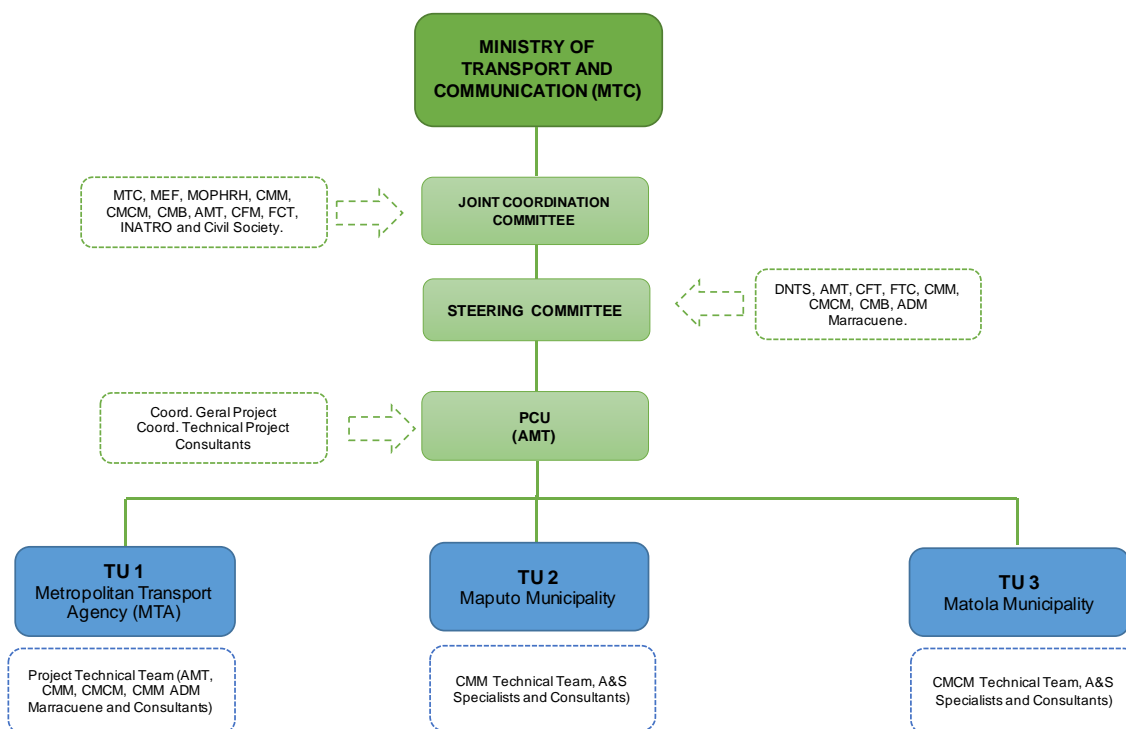 MINISTRY OF
TRANSPORT AND
COMMUNICATION (MTC)
MTC, MEF, MOPHRH, CMM,
CMCM, CMB, AMT, CFM, FCT,
INATRO and Civil Society.
JOINT COORDINATION
COMMITTEE
STEERING COMMITTEE
DNTS, AMT, CFT, FTC, CMM,
CMCM, CMB, ADM
Marracuene.
Coord. Geral Project
Coord. Technical Project
Consultants
PCU
(AMT)
TU 1
Metropolitan Transport
Agency (MTA)
TU 2
Maputo Municipality
TU 3
Matola Municipality
Project Technical Team (AMT,
CMM, CMCM, CMM ADM
Marracuene and Consultants)
CMM Technical Team, A&S
Specialists and Consultants)
CMCM Technical Team, A&S
Specialists and Consultants)